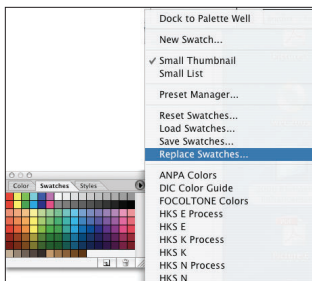 Dock to Palette Well
New Swatch...
✓ Small Thumbnail
Small List
Preset Manager...
Reset Swatches...
Load Swatches...
Save Swatches...
Replace Swatches...
Color Swatches Styles
ANPA Colors
DIC Color Guide
FOCOLTONE Colors
HKS E Process
HKS E
HKS K Process
HKS K
HKS N Process
HKS N